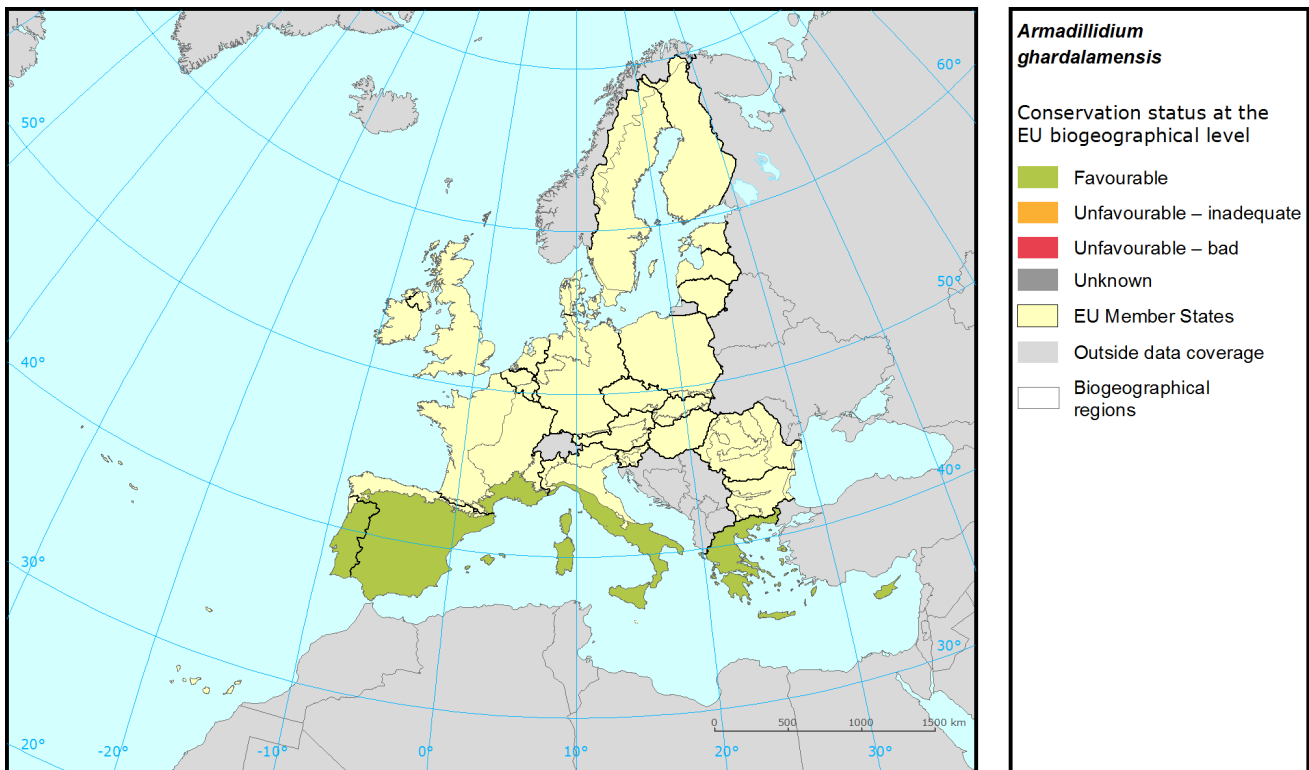 Armadillidium
ghardalamensis
Conservation status at the
EU biogeographical level
Favourable
Unfavourable – inadequate
Unfavourable – bad
Unknown
EU Member States
Outside data coverage
Biogeographical
regions
60°
50°
50°
40°
40°
30°
30°
20°
-20°
-10°
0°
10°
20°
30°
0 500 1000 1500 km